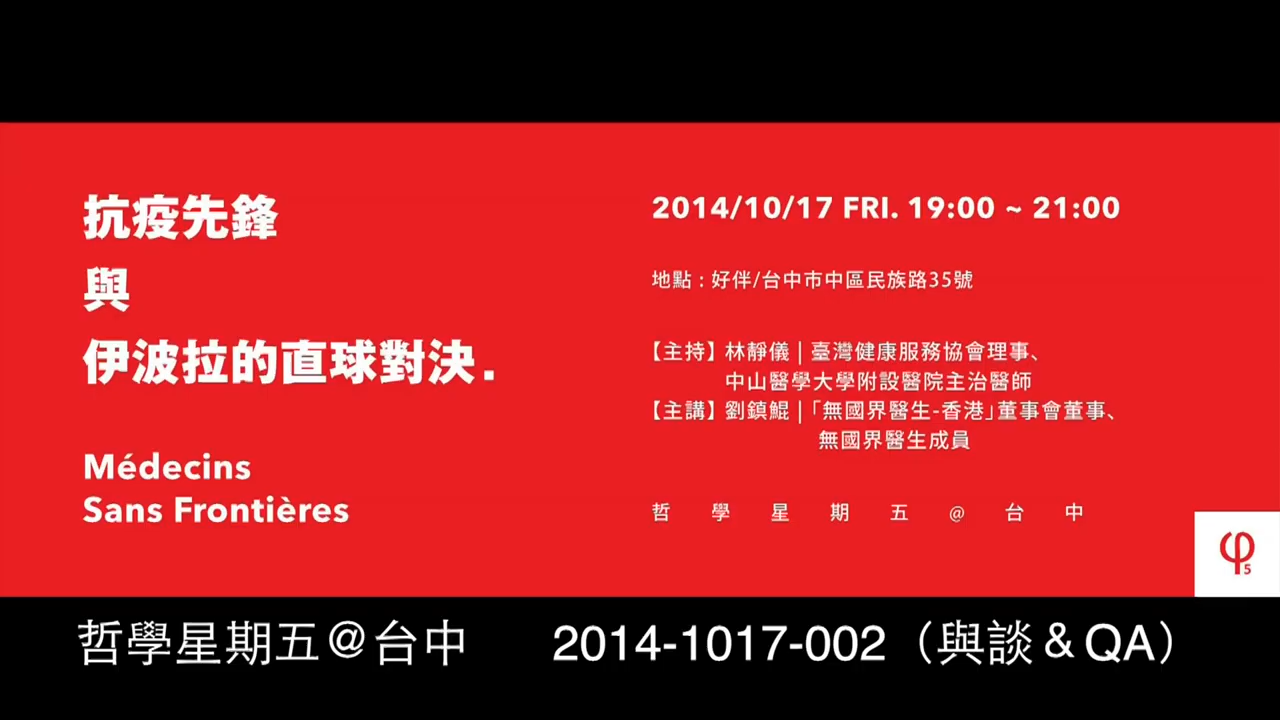 抗疫先鋒
與
伊波拉的直球對決.
Médecins
Sans Frontières
2014/10/17 FRI. 19:00 ~ 21:00
地點 : 好伴/台中市中區民族路35號
【主持】林靜儀|臺灣健康服務協會理事、
中山醫學大學附設醫院主治醫師
【主講】劉鎮鯤|「無國界醫生-香港」董事會董事、
無國界醫生成員
哲學星期五@台中
φ5
哲學星期五@台中 2014-1017-002（與談&QA）